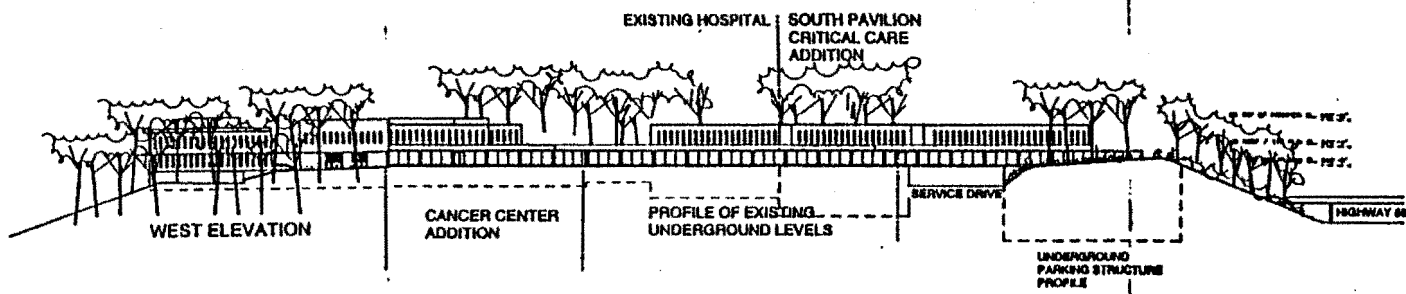 EXISTING HOSPITAL
SOUTH PAVILION
CRITICAL CARE
ADDITION
WEST ELEVATION
CANCER CENTER
ADDITION
PROFILE OF EXISTING
UNDERGROUND LEVELS
SERVICE DRIVE
HIGHWAY
UNDERGROUND
PARKING STRUCTURE
PROFILE